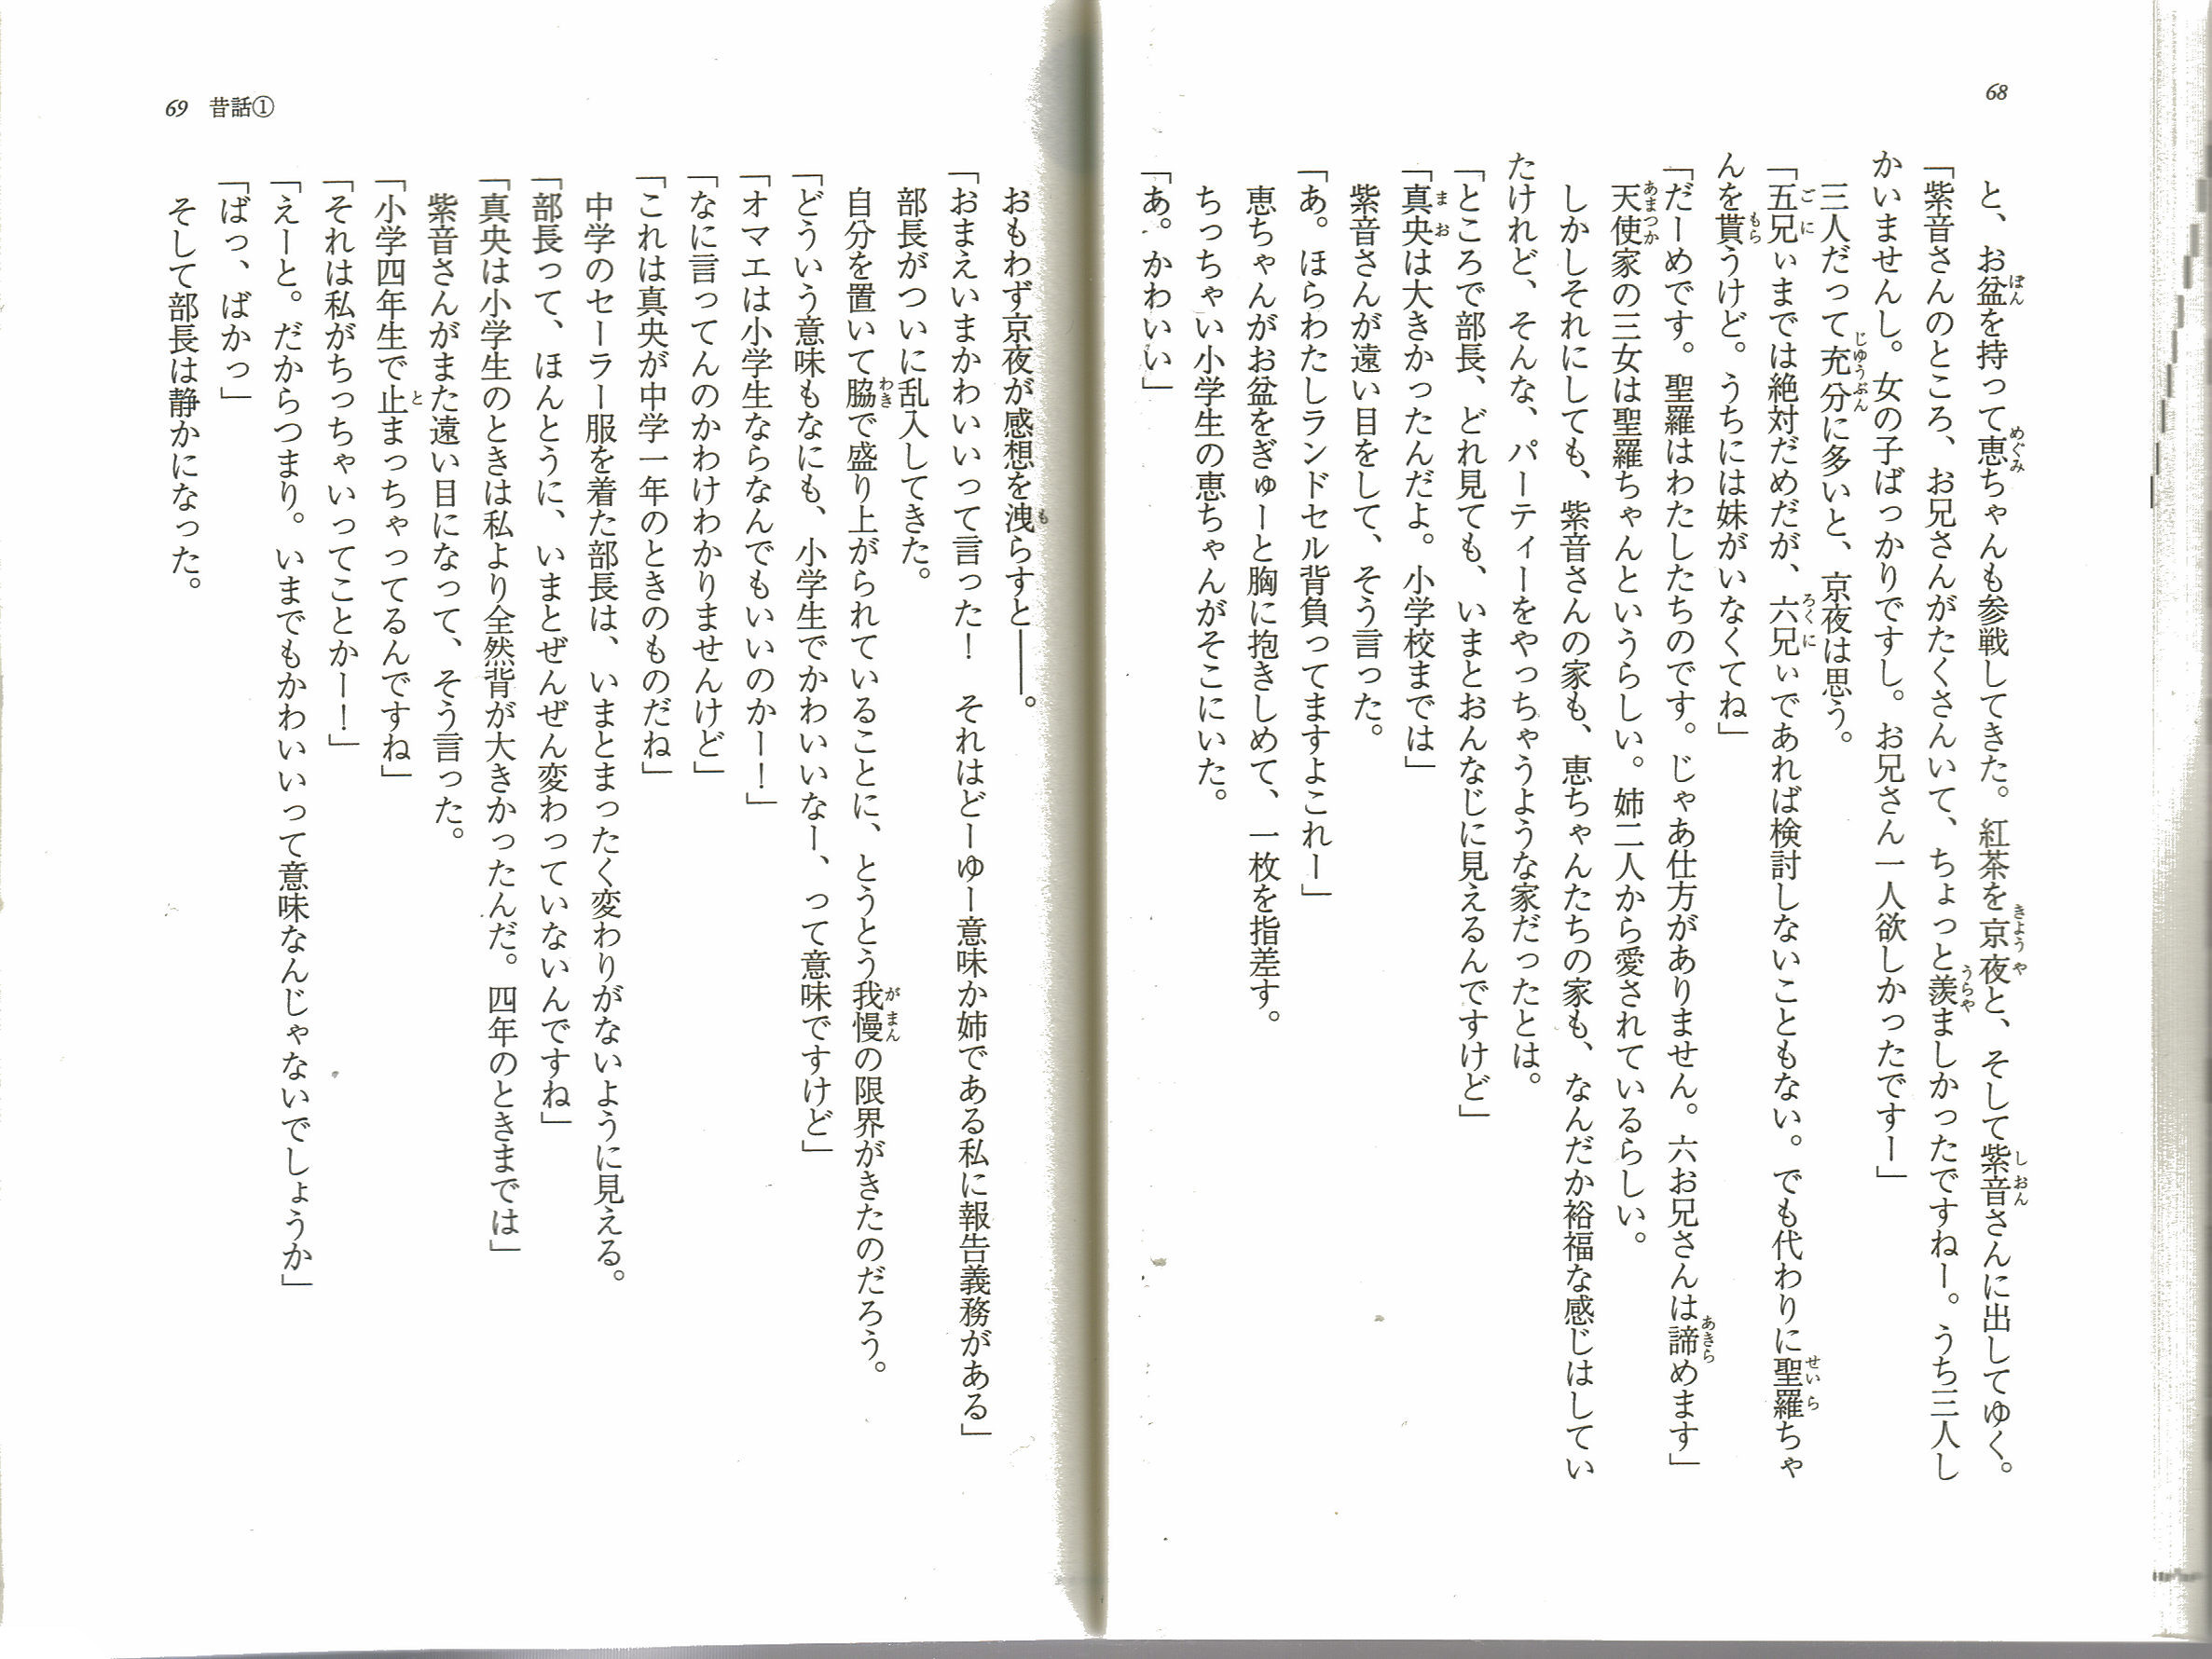 68
と、お盆を持って恵ちゃんも参戦してきた。紅茶を京夜と、そして紫音さんに出してゆく。
「紫音さんのところ、お兄さんがたくさんいて、ちょっと羨ましかったですねー。うち三人し
かいませんし。女の子ばっかりですし。お兄さん一人欲しかったですー」
三人だって充分に多いと、京夜は思う。
「五兄ぃまでは絶対だめだが、六兄ぃであれば検討しないこともない。でも代わりに聖羅ちゃ
んを貰うけど。うちには妹がいなくてね」
「だーめです。聖羅はわたしたちのです。じゃあ仕方がありません。六お兄さんは諦めます」
天使家の三女は聖羅ちゃんというらしい。姉二人から愛されているらしい。
しかしそれにしても、紫音さんの家も、恵ちゃんたちの家も、なんだか裕福な感じはしてい
たけれど、そんな、パーティーをやっちゃうような家だったとは。
「ところで部長、どれ見ても、いまとおんなじに見えるんですけど」
「真央は大きかったんだよ。小学校までは」
紫音さんが遠い目をして、そう言った。
「あ。ほらわたしランドセル背負ってますよこれー」
恵ちゃんがお盆をぎゅーと胸に抱きしめて、一枚を指差す。
ちっちゃい小学生の恵ちゃんがそこにいた。
「あ。かわいい」
69 昔話①
おもわず京夜が感想を洩らすと――。
「おまえいまかわいいって言った！　それはどーゆー意味か姉である私に報告義務がある」
部長がついに乱入してきた。
自分を置いて脇で盛り上がられていることに、とうとう我慢の限界がきたのだろう。
「どういう意味もなにも、小学生でかわいいなー、って意味ですけど」
「オマエは小学生ならなんでもいいのかー！」
「なに言ってんのかわけわかりませんけど」
「これは真央が中学一年のときのものだね」
中学のセーラー服を着た部長は、いまとまったく変わりがないように見える。
「部長って、ほんとうに、いまとぜんぜん変わっていないんですね」
「真央は小学生のときは私より全然背が大きかったんだ。四年のときまでは」
紫音さんがまた遠い目になって、そう言った。
「小学四年生で止まっちゃってるんですね」
「それは私がちっちゃいってことかー！」
「えーと。だからつまり。いまでもかわいいって意味なんじゃないでしょうか」
「ばっ、ばかっ」
そして部長は静かになった。